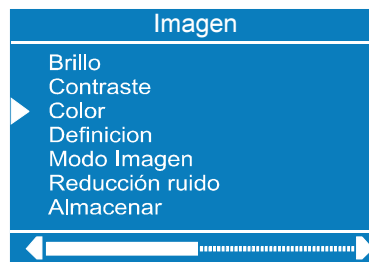 Imagen
Brillo
Contraste
Color
Definicion
Modo Imagen
Reducción ruido
Almacenar